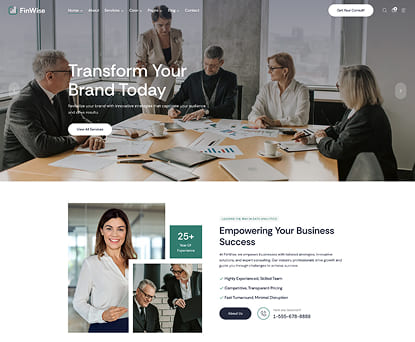 FinWise
Home About Services Case Pages Blog Contact
Get Your Consult
Transform Your
Brand Today
Revitalize your brand with innovative strategies that captivate your audience
and drive results.
View All Services
25+
Year Of
Experience
LEADING THE WAY IN DATA ANALYTICS
Empowering Your Business
Success
At FinWise, we empower businesses with tailored strategies, innovative
solutions, and expert consulting. Our industry professionals drive growth and
guide you through challenges to achieve success.
Highly Experienced, Skilled Team
Competitive, Transparent Pricing
Fast Turnaround, Minimal Disruption
About Us
1-555-678-8888